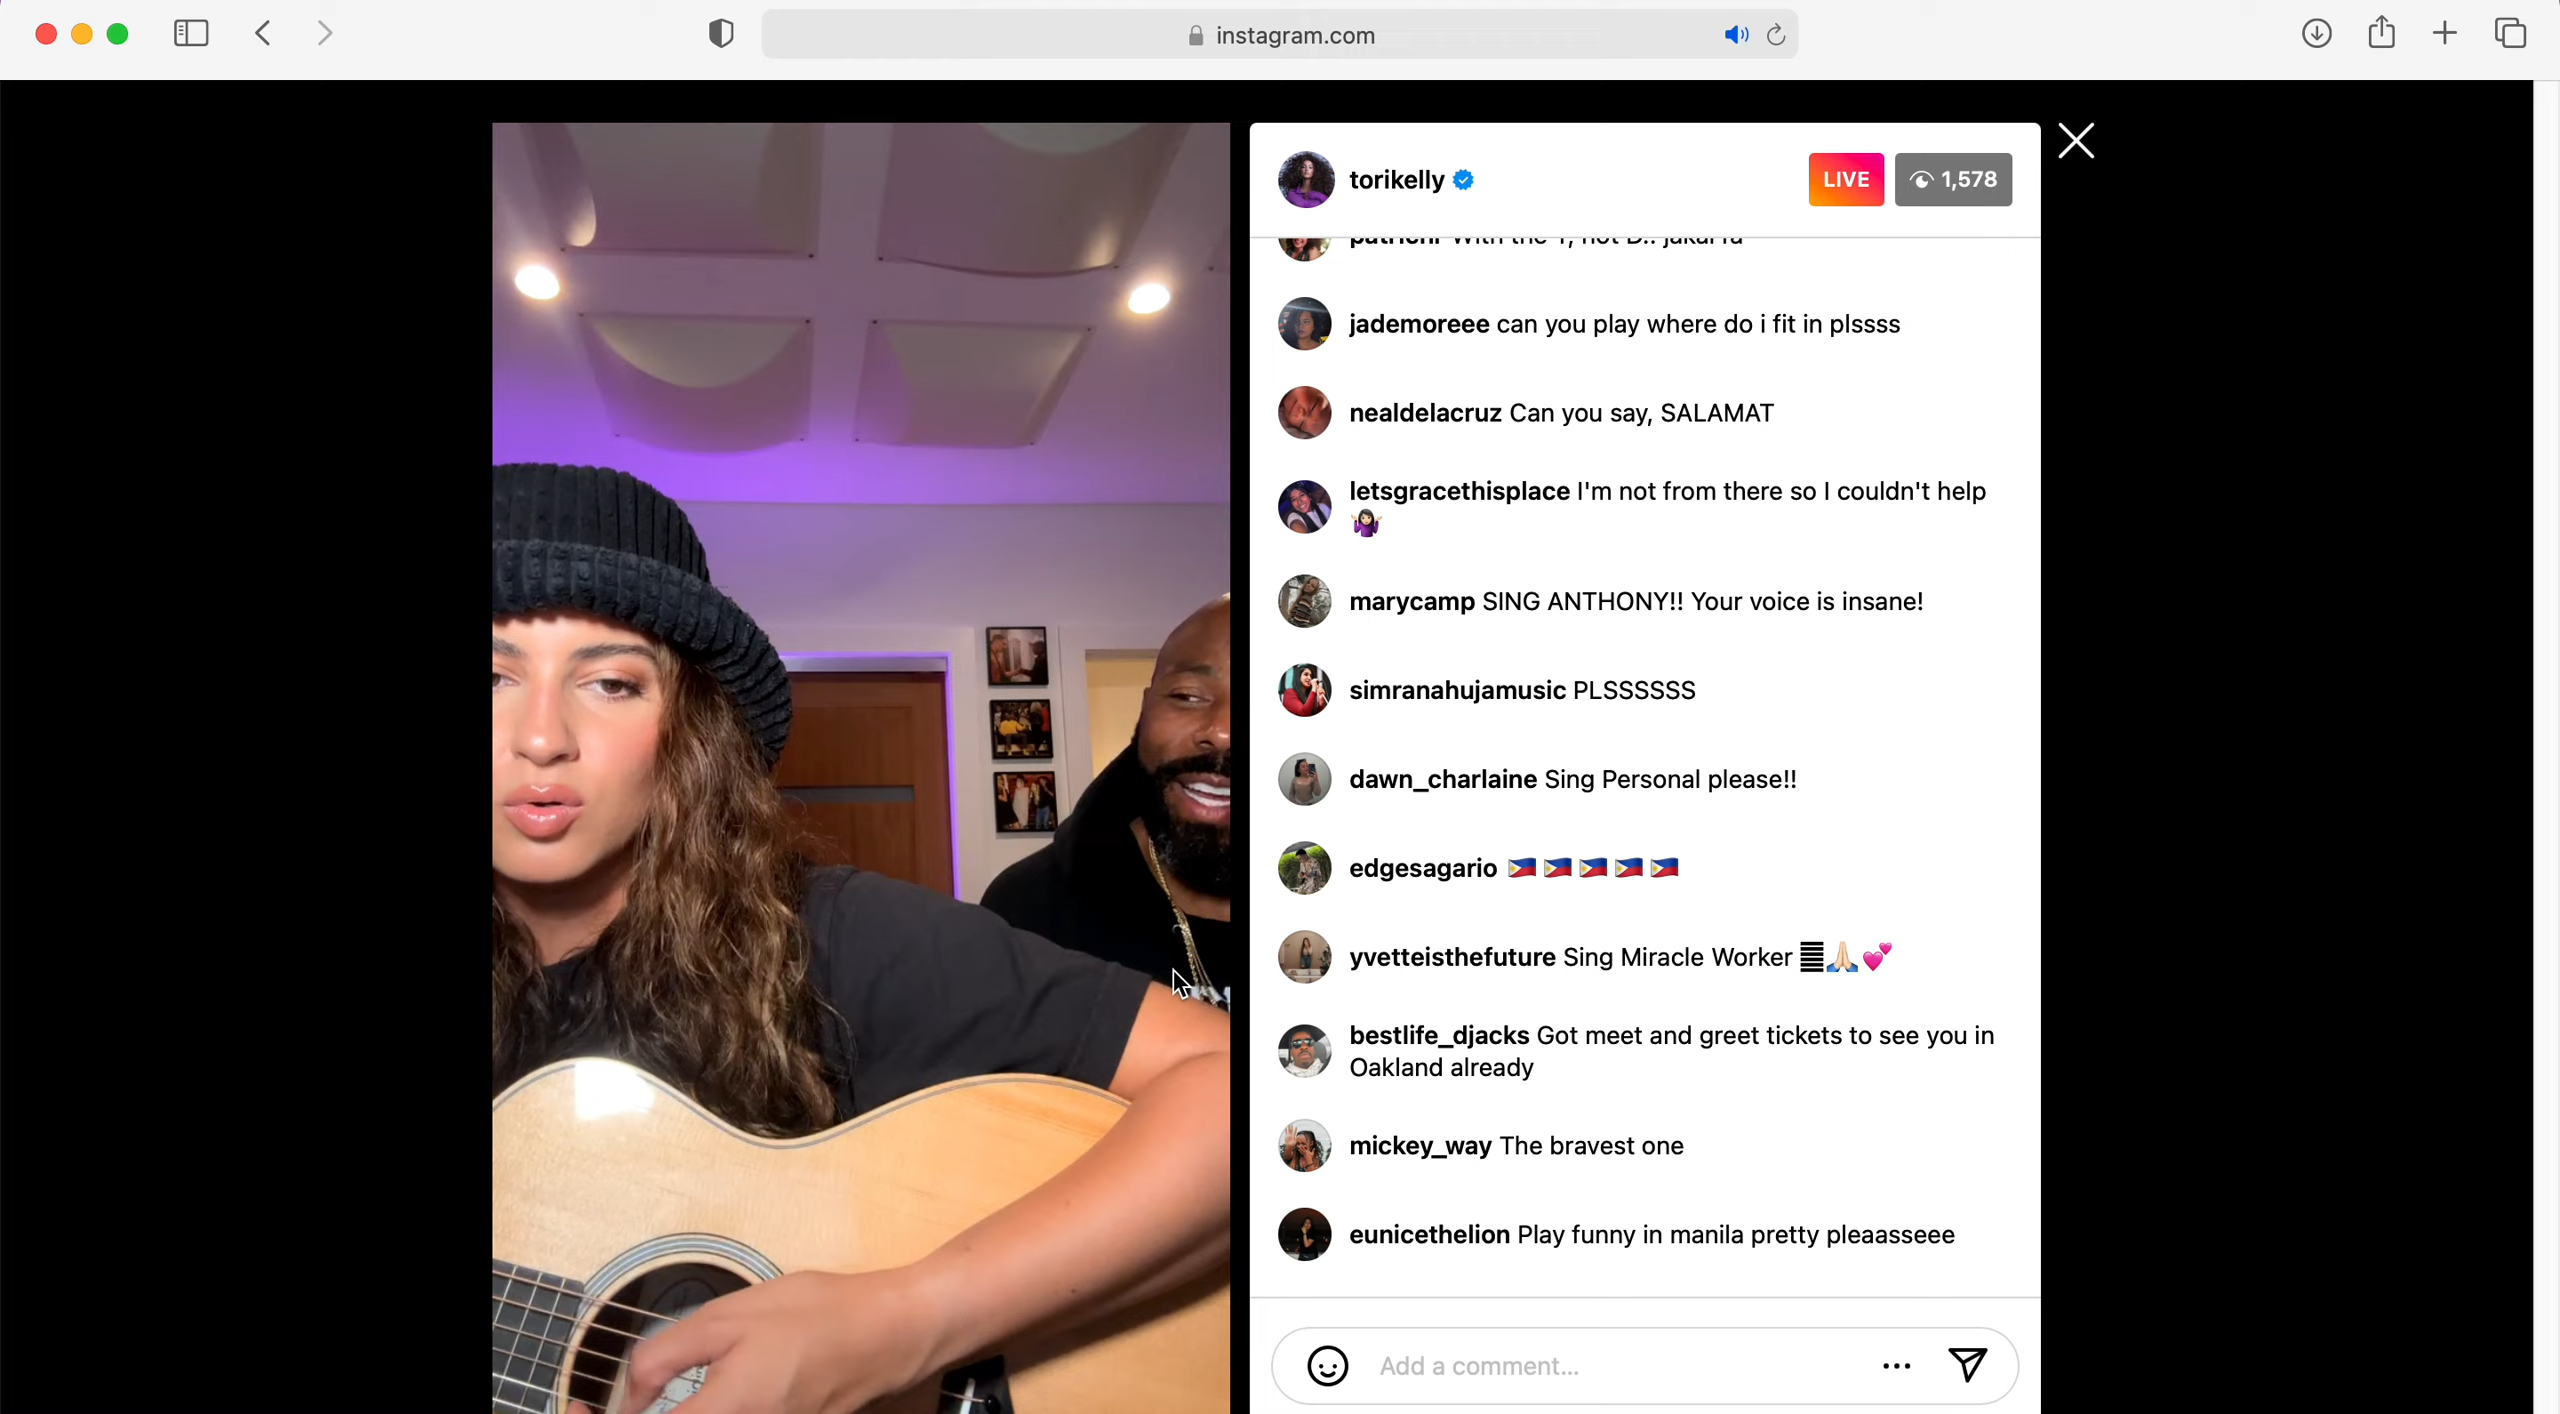 instagram.com
torikelly
LIVE 1,578
jademoreee can you play where do i fit in plssss
nealdelacruz Can you say, SALAMAT
letsgracethisplace I'm not from there so I couldn't help
🤷🏻‍♀️
marycamp SING ANTHONY!! Your voice is insane!
simranahujamusic PLSSSSSS
dawn_charlaine Sing Personal please!!
edgesagario 🇵🇭🇵🇭🇵🇭🇵🇭🇵🇭
yvetteisthefuture Sing Miracle Worker 🙏🏻💕
bestlife_djacks Got meet and greet tickets to see you in
Oakland already
mickey_way The bravest one
eunicethelion Play funny in manila pretty pleaasseee
Add a comment...